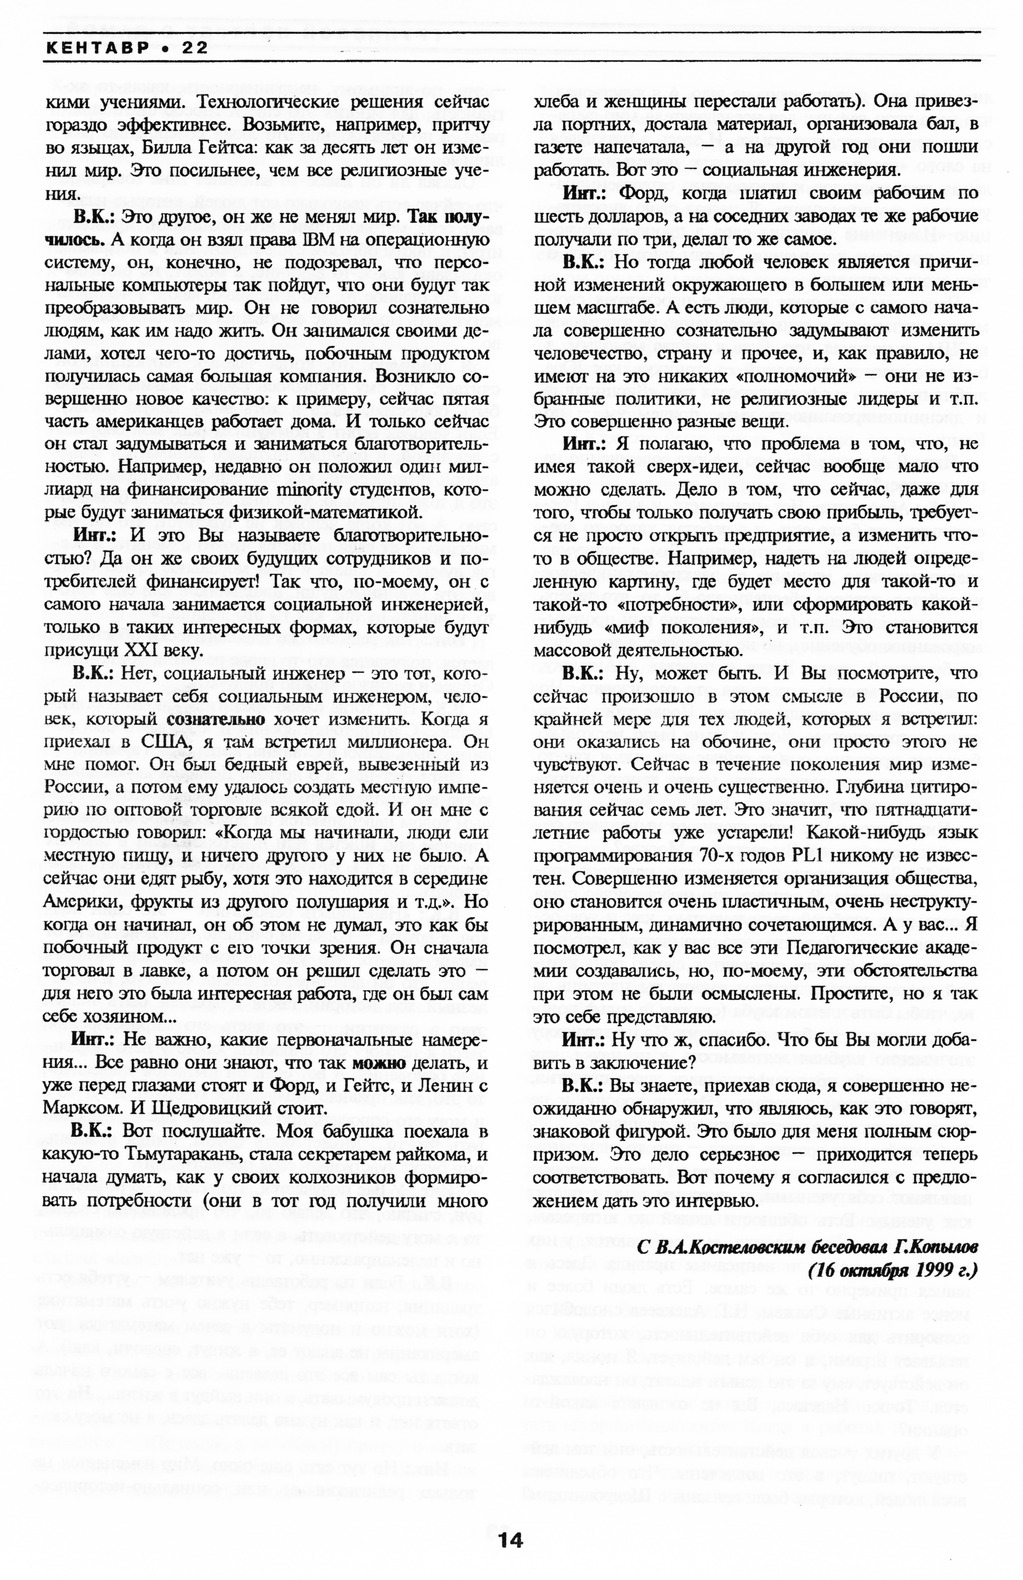 КЕНТАВР • 22
кими учениями. Технологические решения сейчас
гораздо эффективнее. Возьмите, например, притчу
во языцах, Билла Гейтса: как за десять лет он изме-
нил мир. Это посильнее, чем все религиозные уче-
ния.
В.К.: Это другое, он же не менял мир. Так полу-
чилось. А когда он взял права IBM на операционную
систему, он, конечно, не подозревал, что персо-
нальные компьютеры так пойдут, что они будут так
преобразовывать мир. Он не говорил сознательно
людям, как им надо жить. Он занимался своими де-
лами, хотел чего-то достичь, побочным продуктом
получилась самая большая компания. Возникло со-
вершенно новое качество: к примеру, сейчас пятая
часть американцев работает дома. И только сейчас
он стал задумываться и заниматься благотворитель-
ностью. Например, недавно он положил один мил-
лиард на финансирование minority студентов, кото-
рые будут заниматься физикой-математикой.
Инт.: И это Вы называете благотворительно-
стью? Да он же своих будущих сотрудников и по-
требителей финансирует! Так что, по-моему, он с
самого начала занимается социальной инженерией,
только в таких интересных формах, которые будут
присущи XXI веку.
В.К.: Нет, социальный инженер — это тот, кото-
рый называет себя социальным инженером, чело-
век, который сознательно хочет изменить. Когда я
приехал в США, я там встретил миллионера. Он
мне помог. Он был бедный еврей, вывезенный из
России, а потом ему удалось создать местную импе-
рию по оптовой торговле всякой едой. И он мне с
гордостью говорил: «Когда мы начинали, люди ели
местную пищу, и ничего другого у них не было. А
сейчас они едят рыбу, хотя это находится в середине
Америки, фрукты из другого полушария и т.д.». Но
когда он начинал, он об этом не думал, это как бы
побочный продукт с его точки зрения. Он сначала
торговал в лавке, а потом он решил сделать это —
для него это была интересная работа, где он был сам
себе хозяином...
Инт.: Не важно, какие первоначальные намере-
ния... Все равно они знают, что так можно делать, и
уже перед глазами стоят и Форд, и Гейтс, и Ленин с
Марксом. И Щедровицкий стоит.
В.К.: Вот послушайте. Моя бабушка поехала в
какую-то Тьмутаракань, стала секретарем райкома, и
начала думать, как у своих колхозников формиро-
вать потребности (они в тот год получили много
хлеба и женщины перестали работать). Она привез-
ла портних, достала материал, организовала бал, в
газете напечатала, — а на другой год они пошли
работать. Вот это — социальная инженерия.
Инт.: Форд, когда платил своим рабочим по
шесть долларов, а на соседних заводах те же рабочие
получали по три, делал то же самое.
В.К.: Но тогда любой человек является причи-
ной изменений окружающего в большем или мень-
шем масштабе. А есть люди, которые с самого нача-
ла совершенно сознательно задумывают изменить
человечество, страну и прочее, и, как правило, не
имеют на это никаких «полномочий» — они не из-
бранные политики, не религиозные лидеры и т.п.
Это совершенно разные вещи.
Инт.: Я полагаю, что проблема в том, что, не
имея такой сверх-идеи, сейчас вообще мало что
можно сделать. Дело в том, что сейчас, даже для
того, чтобы только получать свою прибыль, требует-
ся не просто открыть предприятие, а изменить что-
то в обществе. Например, надеть на людей опреде-
ленную картину, где будет место для такой-то и
такой-то «потребности», или сформировать какой-
нибудь «миф поколения», и т.п. Это становится
массовой деятельностью.
В.К.: Ну, может быть. И Вы посмотрите, что
сейчас произошло в этом смысле в России, по
крайней мере для тех людей, которых я встретил:
они оказались на обочине, они просто этого не
чувствуют. Сейчас в течение поколения мир изме-
няется очень и очень существенно. Глубина цитиро-
вания сейчас семь лет. Это значит, что пятнадцати-
летние работы уже устарели! Какой-нибудь язык
программирования 70-х годов PL1 никому не извес-
тен. Совершенно изменяется организация общества,
оно становится очень пластичным, очень неструкту-
рированным, динамично сочетающимся. А у вас... Я
посмотрел, как у вас все эти Педагогические акаде-
мии создавались, но, по-моему, эти обстоятельства
при этом не были осмыслены. Простите, но я так
это себе представляю.
Инт.: Ну что ж, спасибо. Что бы Вы могли доба-
вить в заключение?
В.К.: Вы знаете, приехав сюда, я совершенно не-
ожиданно обнаружил, что являюсь, как это говорят,
знаковой фигурой. Это было для меня полным сюр-
призом. Это дело серьезное — приходится теперь
соответствовать. Вот почему я согласился с предло-
жением дать это интервью.
С В.А.Костеловским беседовал Г.Копылов
(16 октября 1999 г.)
14